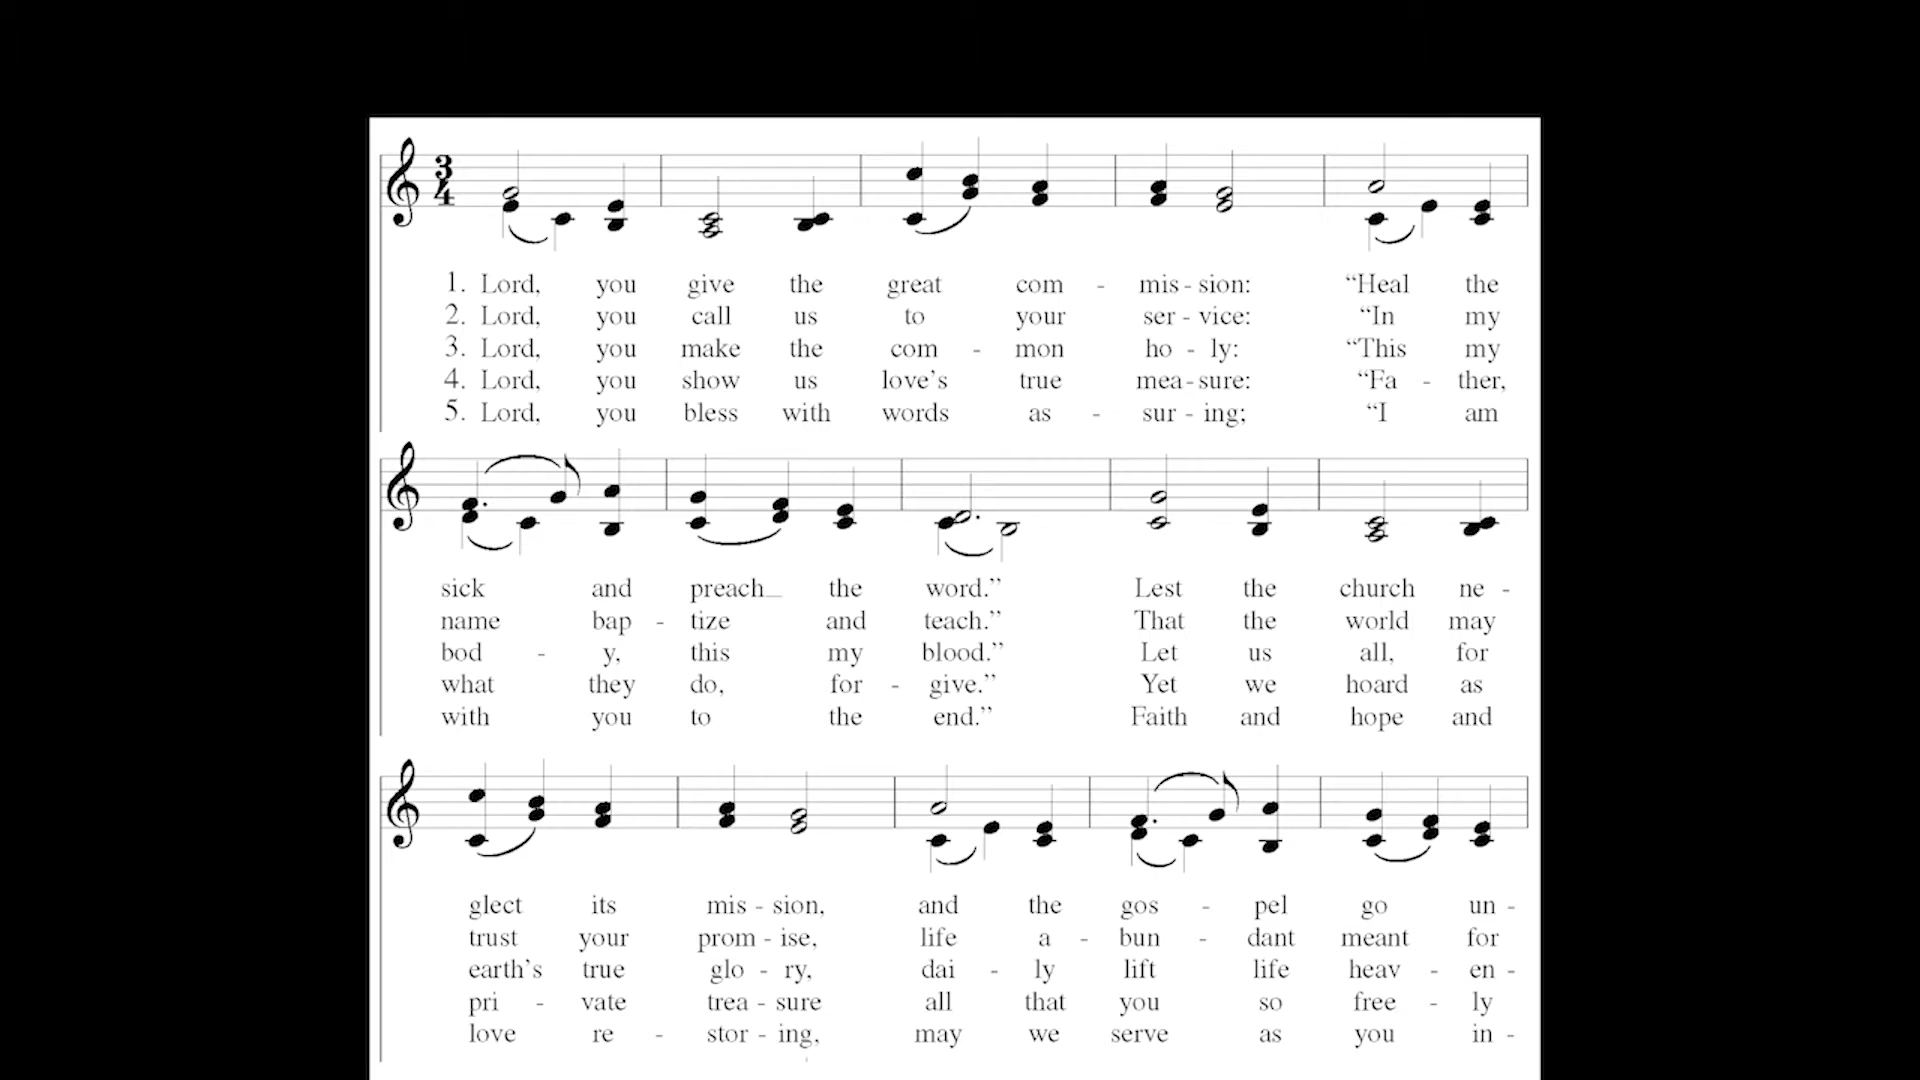 3
4
1. Lord, you give the great com - mis - sion: “Heal the
2. Lord, you call us to your ser - vice: “In my
3. Lord, you make the com - mon ho - ly: “This my
4. Lord, you show us love’s true mea - sure: “Fa - ther,
5. Lord, you bless with words as - sur - ing; “I am
sick and preach the word.” Lest the church ne -
name bap - tize and teach.” That the world may
bod - y, this my blood.” Let us all, for
what they do, for - give.” Yet we hoard as
with you to the end.” Faith and hope and
glect its mis - sion, and the gos - pel go un -
trust your prom - ise, life a - bun - dant meant for
earth’s true glo - ry, dai - ly lift life heav - en -
pri - vate trea - sure all that you so free - ly
love re - stor - ing, may we serve as you in -